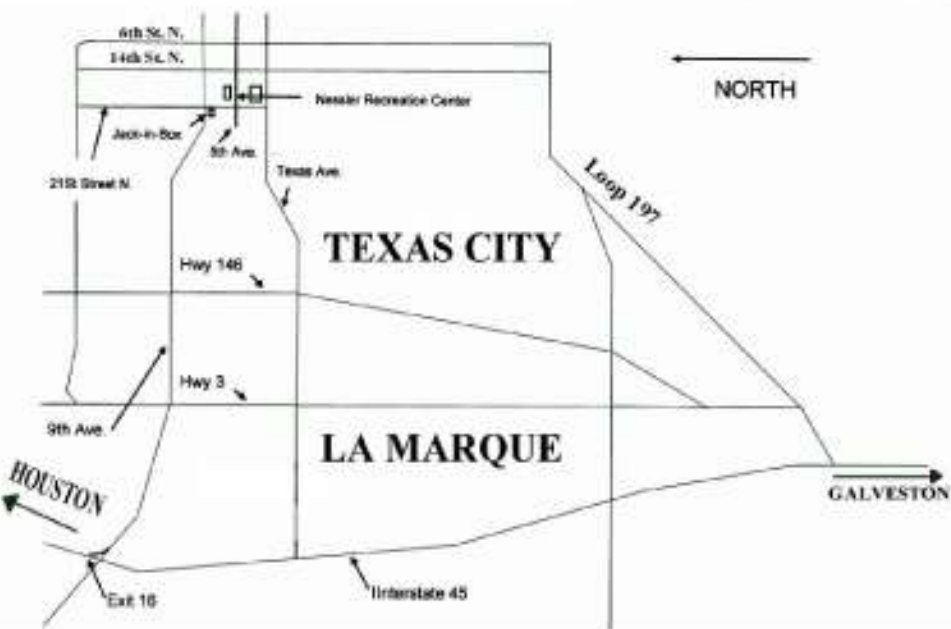 6th St. N.
14th St. N.
NORTH
Nessler Recreation Center
Jack-in-Box
5th Ave.
21St Street N.
Texas Ave.
Loop 197
TEXAS CITY
Hwy 146
Hwy 3
9th Ave.
LA MARQUE
HOUSTON
GALVESTON
Exit 16
IInterstate 45